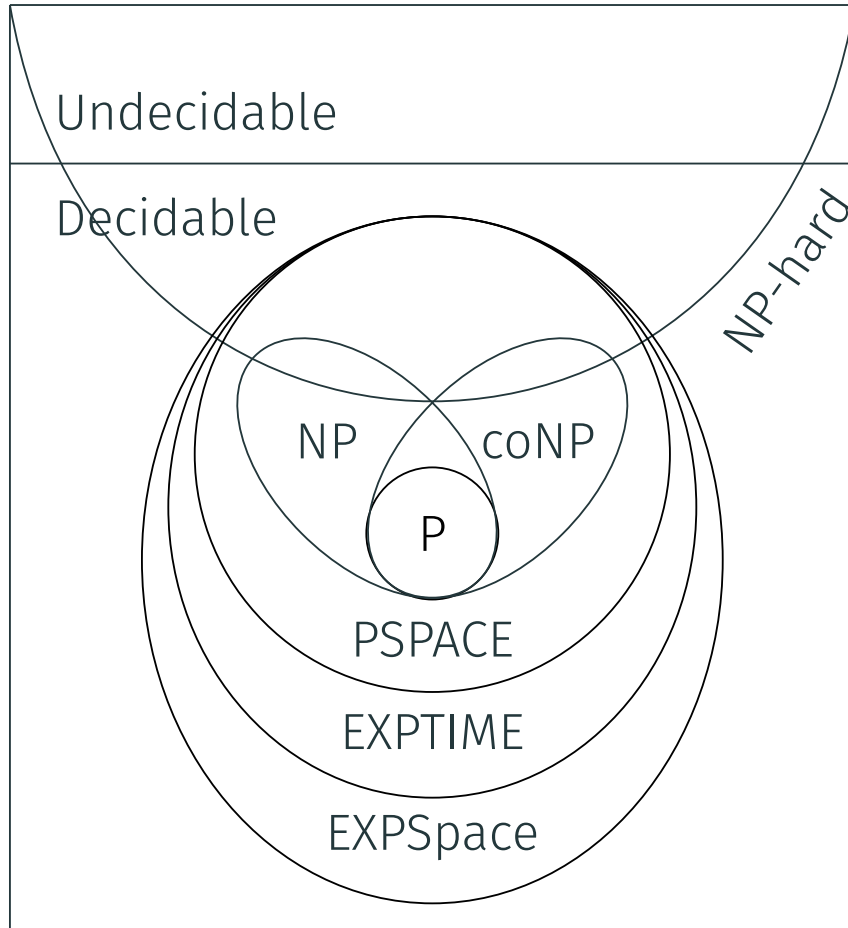 Undecidable
Decidable
NP-hard
NP
coNP
P
PSPACE
EXPTIME
EXPSpace